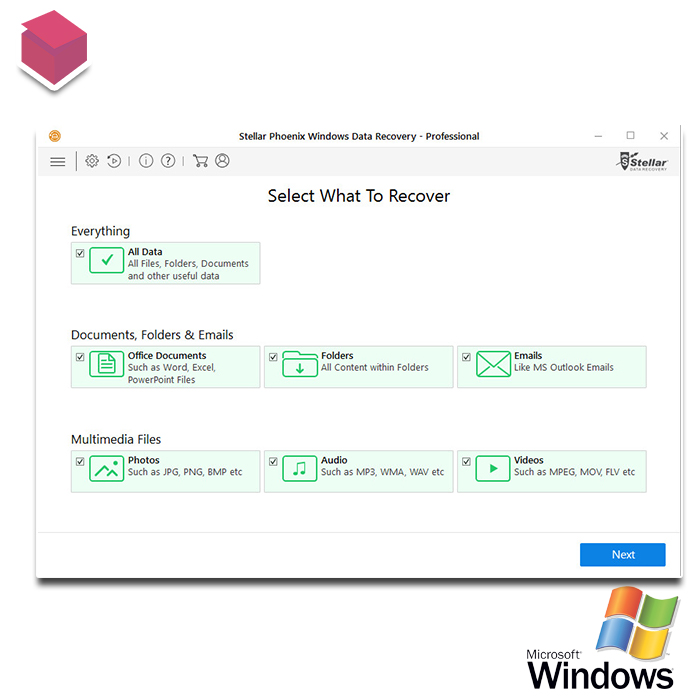 Stellar Phoenix Windows Data Recovery - Professional
Stellar
DATA RECOVERY
Select What To Recover
Everything
All Data
All Files, Folders, Documents
and other useful data
Documents, Folders & Emails
Office Documents
Such as Word, Excel,
PowerPoint Files
Folders
All Content within Folders
Emails
Like MS Outlook Emails
Multimedia Files
Photos
Such as JPG, PNG, BMP etc
Audio
Such as MP3, WMA, WAV etc
Videos
Such as MPEG, MOV, FLV etc
Next
Microsoft
Windows